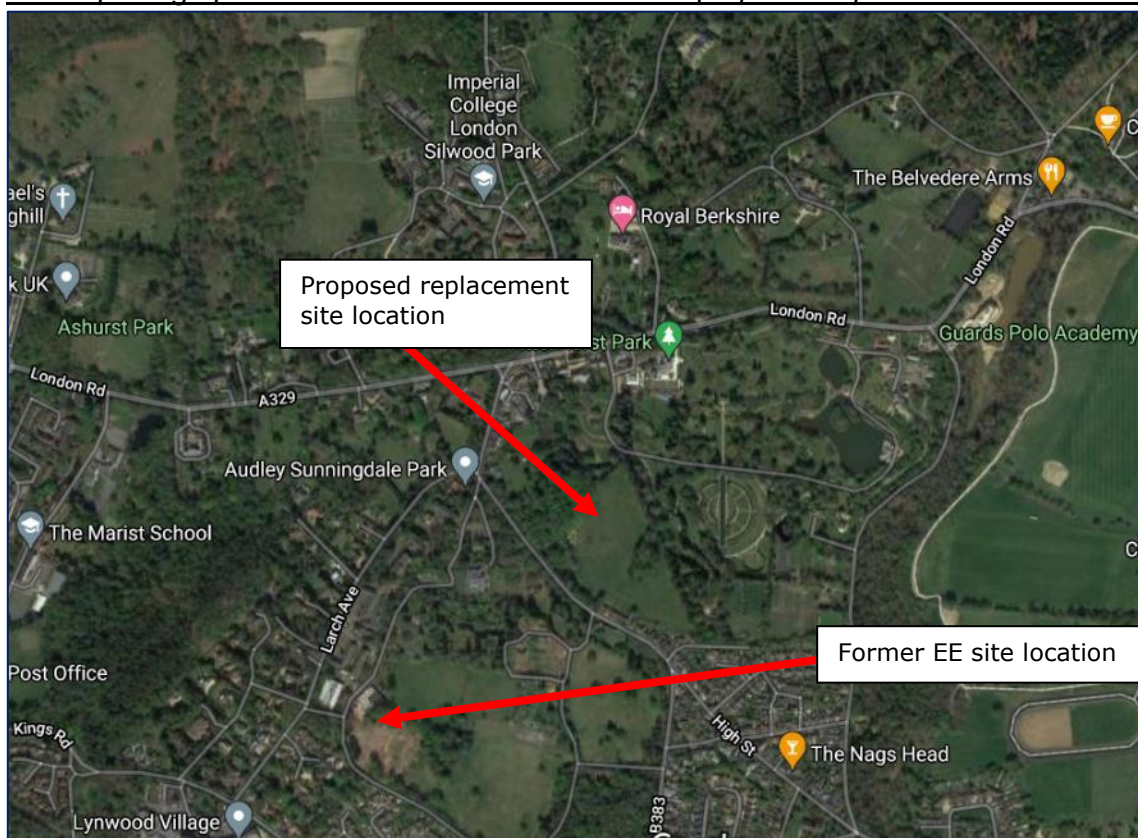 Imperial
College
London
Silwood Park
The Belvedere Arms
C
ael's
ghill
Royal Berkshire
London Rd
k UK
Proposed replacement
site location
Ashurst Park
London Rd
st Park
Guards Polo Academy
London Rd
A329
Audley Sunningdale Park
The Marist School
C
Larch Ave
Former EE site location
Post Office
Kings Rd
High St
The Nags Head
Lynwood Village
B383